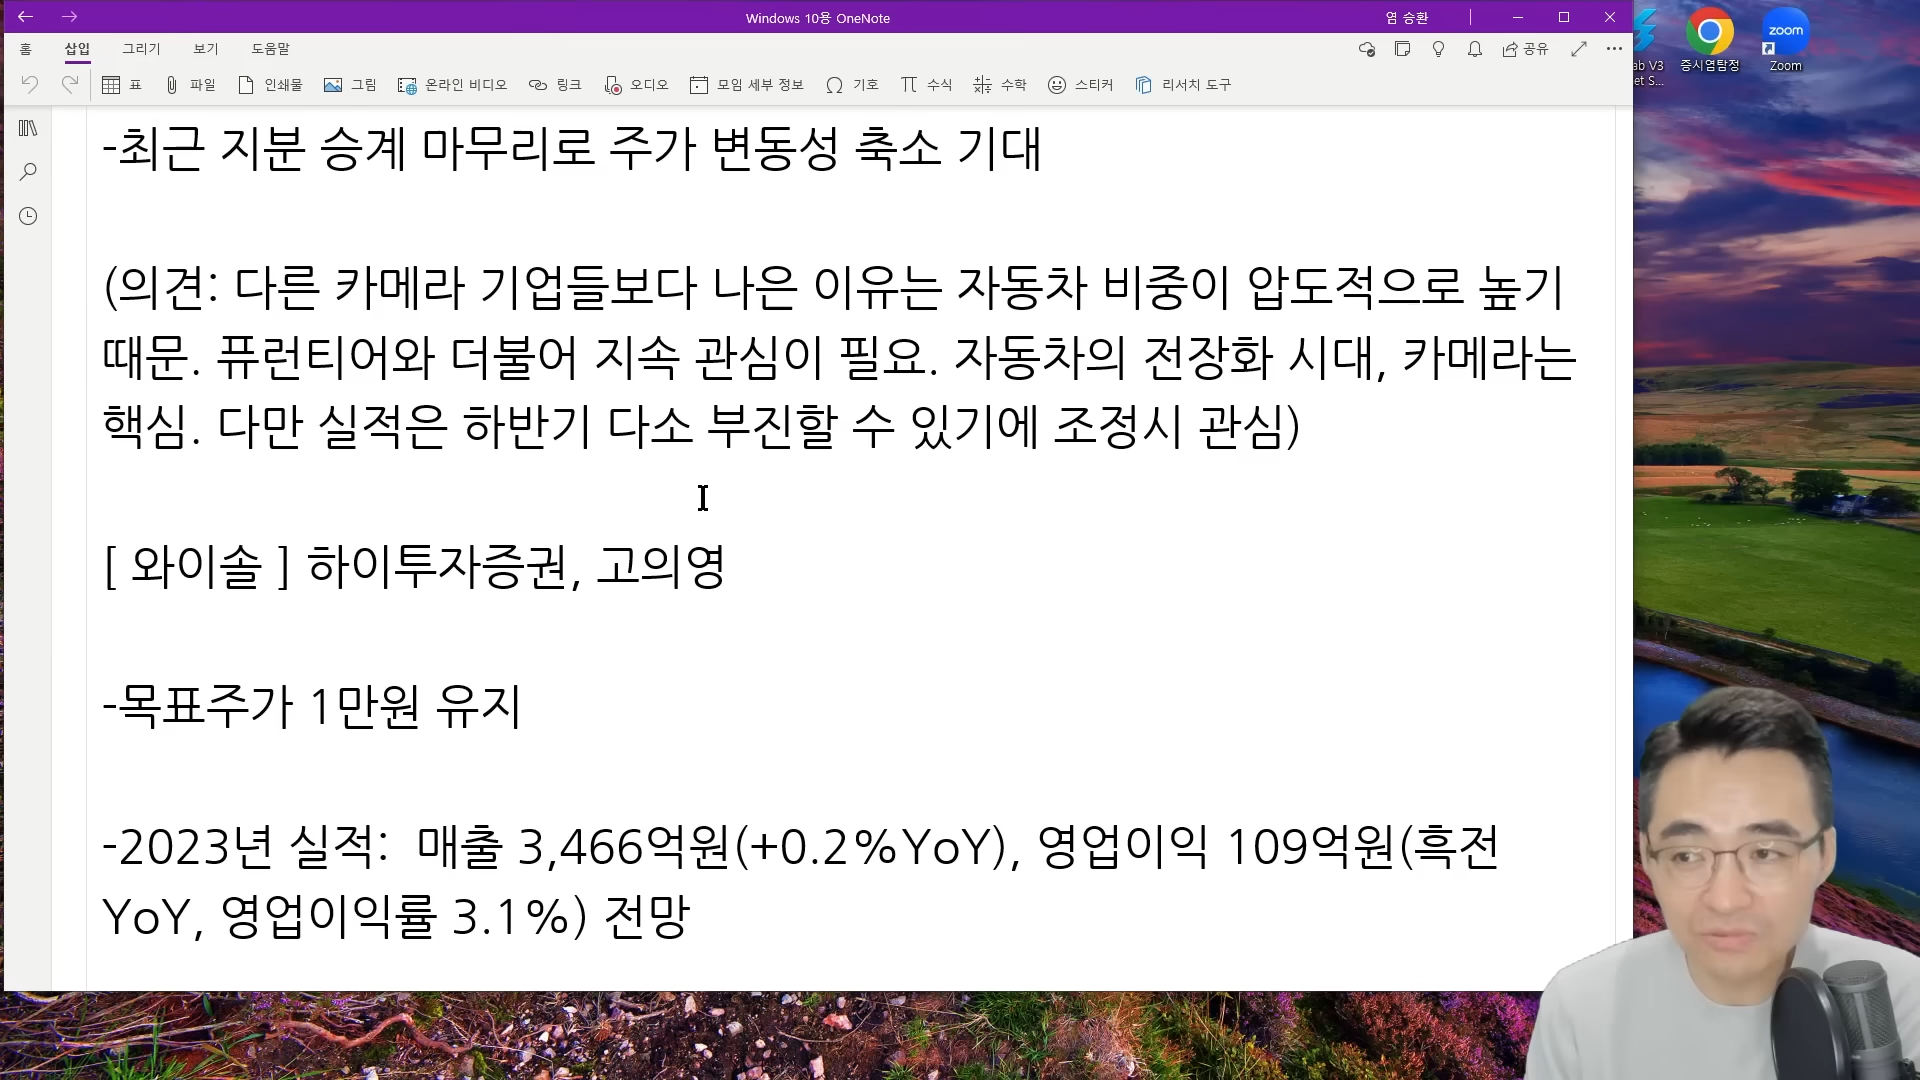 Windows 10용 OneNote
염 승환
홈 삽입 그리기 보기 도움말
공유
표 파일 인쇄물 그림 온라인 비디오 링크 오디오 모임 세부 정보 기호 수식 수학 스티커 리서치 도구
ab V3
et S...
증시염탐정
zoom
Zoom
-최근 지분 승계 마무리로 주가 변동성 축소 기대
(의견: 다른 카메라 기업들보다 나은 이유는 자동차 비중이 압도적으로 높기
때문. 퓨런티어와 더불어 지속 관심이 필요. 자동차의 전장화 시대, 카메라는
핵심. 다만 실적은 하반기 다소 부진할 수 있기에 조정시 관심)
[ 와이솔 ] 하이투자증권, 고의영
-목표주가 1만원 유지
-2023년 실적:  매출 3,466억원(+0.2%YoY), 영업이익 109억원(흑전
YoY, 영업이익률 3.1%) 전망